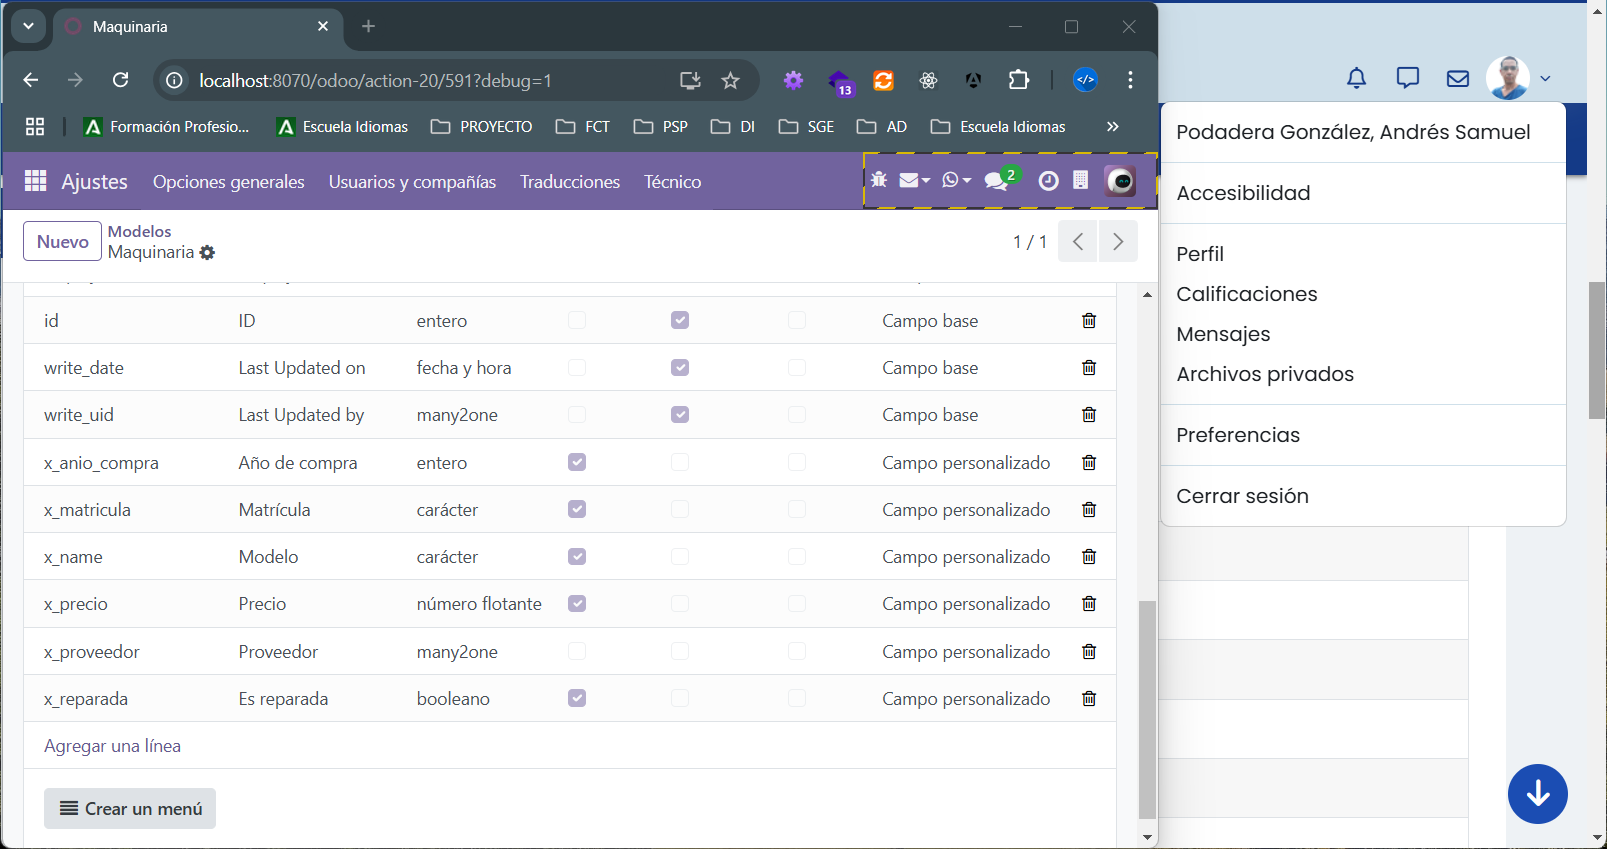 Maquinaria
localhost:8070/odoo/action-20/591?debug=1
13
Formación Profesio...
Escuela Idiomas
PROYECTO
FCT
PSP
DI
SGE
AD
Escuela Idiomas
Ajustes
Opciones generales
Usuarios y compañías
Traducciones
Técnico
2
Nuevo
Modelos
Maquinaria
1 / 1
id ID entero Campo base
write_date Last Updated on fecha y hora Campo base
write_uid Last Updated by many2one Campo base
x_anio_compra Año de compra entero Campo personalizado
x_matricula Matrícula carácter Campo personalizado
x_name Modelo carácter Campo personalizado
x_precio Precio número flotante Campo personalizado
x_proveedor Proveedor many2one Campo personalizado
x_reparada Es reparada booleano Campo personalizado
Agregar una línea
Crear un menú
Podadera González, Andrés Samuel
Accesibilidad
Perfil
Calificaciones
Mensajes
Archivos privados
Preferencias
Cerrar sesión